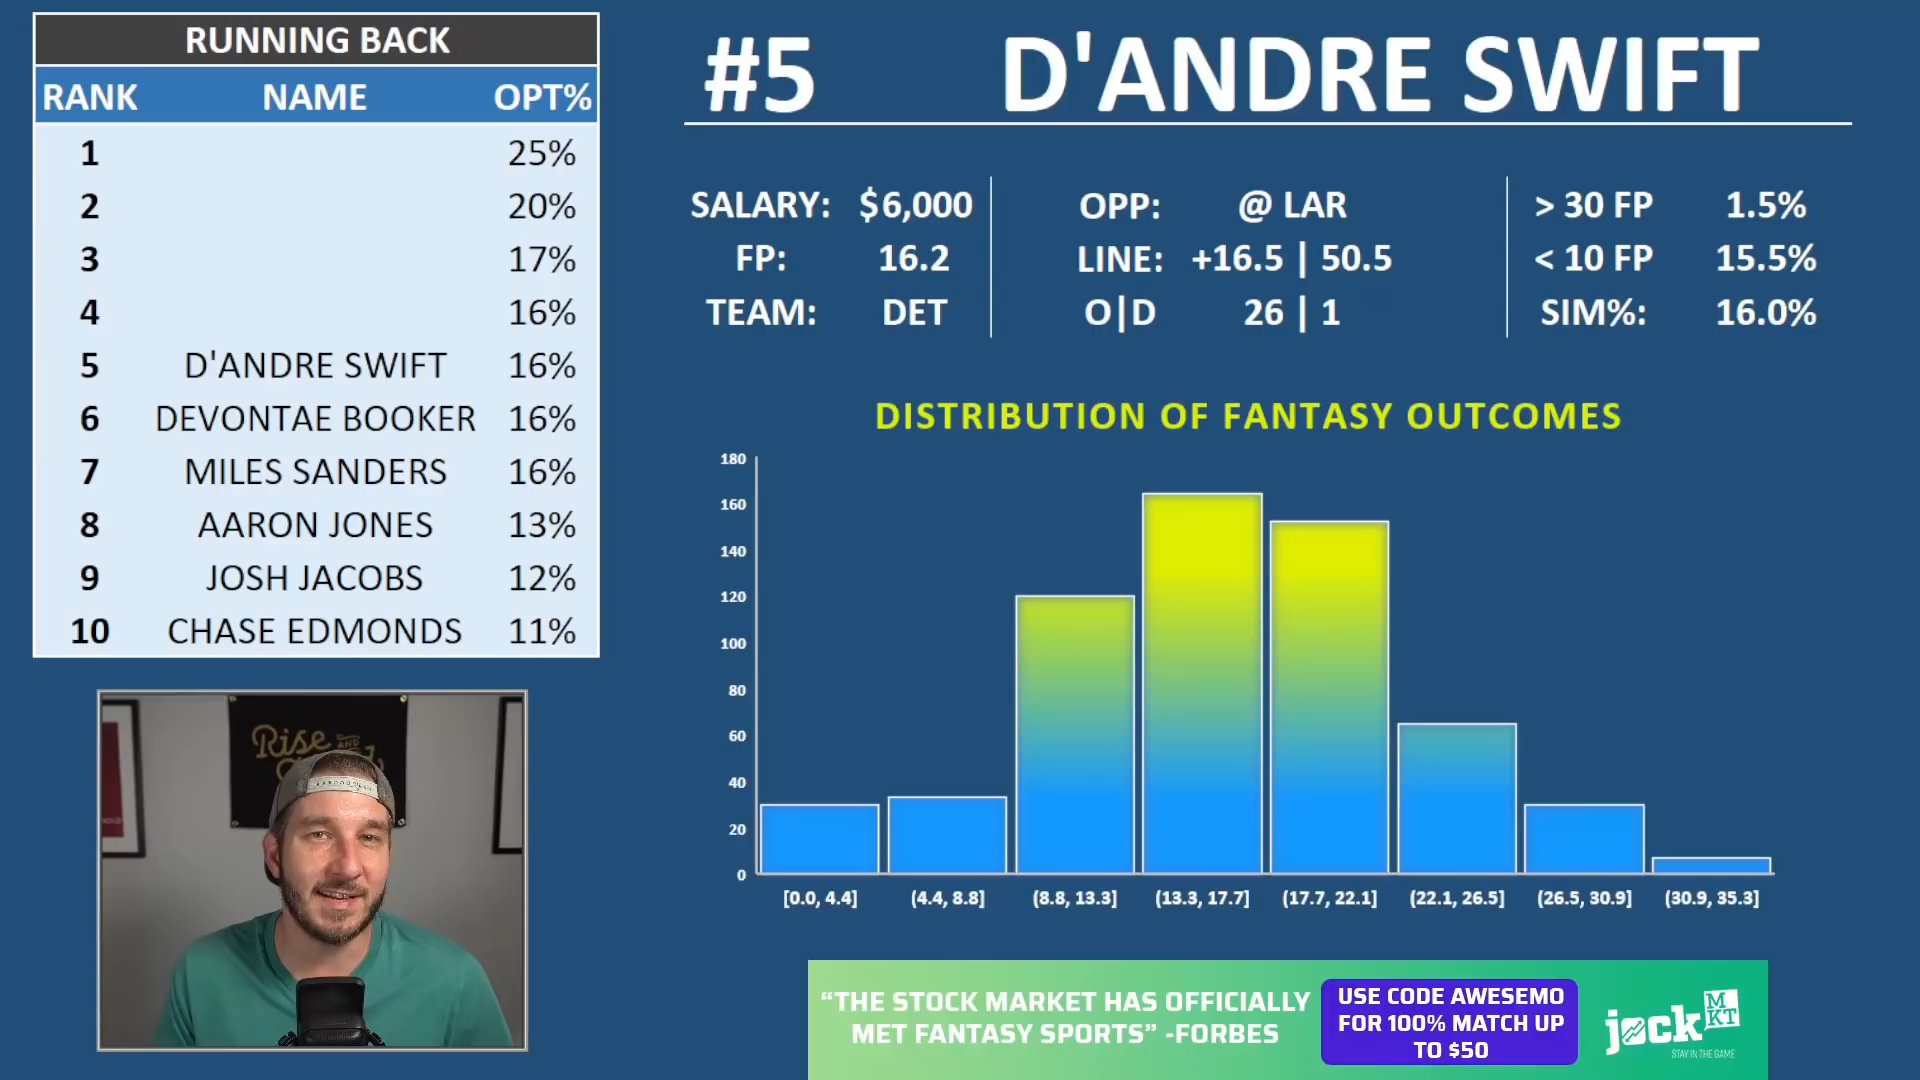 RUNNING BACK
RANK NAME OPT%
1 25%
2 20%
3 17%
4 16%
5 D'ANDRE SWIFT 16%
6 DEVONTAE BOOKER 16%
7 MILES SANDERS 16%
8 AARON JONES 13%
9 JOSH JACOBS 12%
10 CHASE EDMONDS 11%
#5 D'ANDRE SWIFT
SALARY: $6,000 OPP: @ LAR > 30 FP 1.5%
FP: 16.2 LINE: +16.5 | 50.5 < 10 FP 15.5%
TEAM: DET O|D 26 | 1 SIM%: 16.0%
DISTRIBUTION OF FANTASY OUTCOMES
180
160
140
120
100
80
60
40
20
0
[0.0, 4.4] (4.4, 8.8] (8.8, 13.3] (13.3, 17.7] (17.7, 22.1] (22.1, 26.5] (26.5, 30.9] (30.9, 35.3]
Rise AND
“THE STOCK MARKET HAS OFFICIALLY
MET FANTASY SPORTS” -FORBES
USE CODE AWESEMO
FOR 100% MATCH UP
TO $50
jock MKT
STAY IN THE GAME